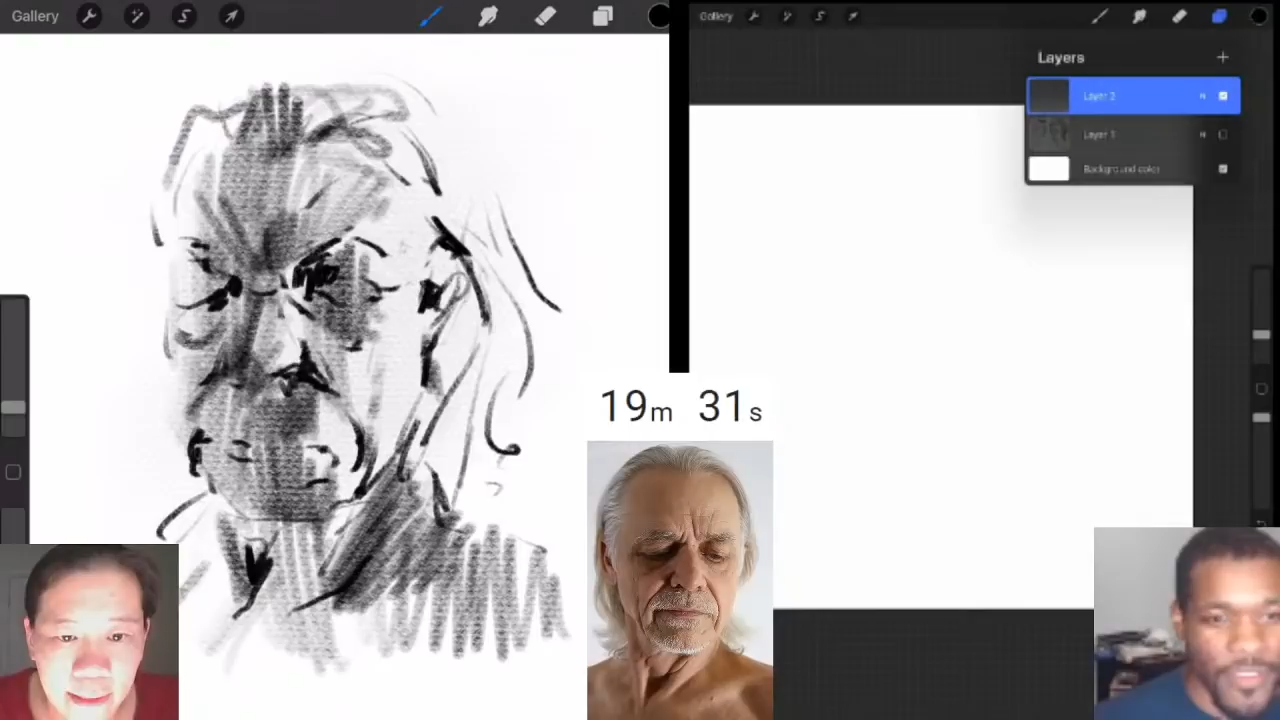 Gallery
Gallery
Layers
Layer 2
N
Layer 1
N
Background color
19m 31s